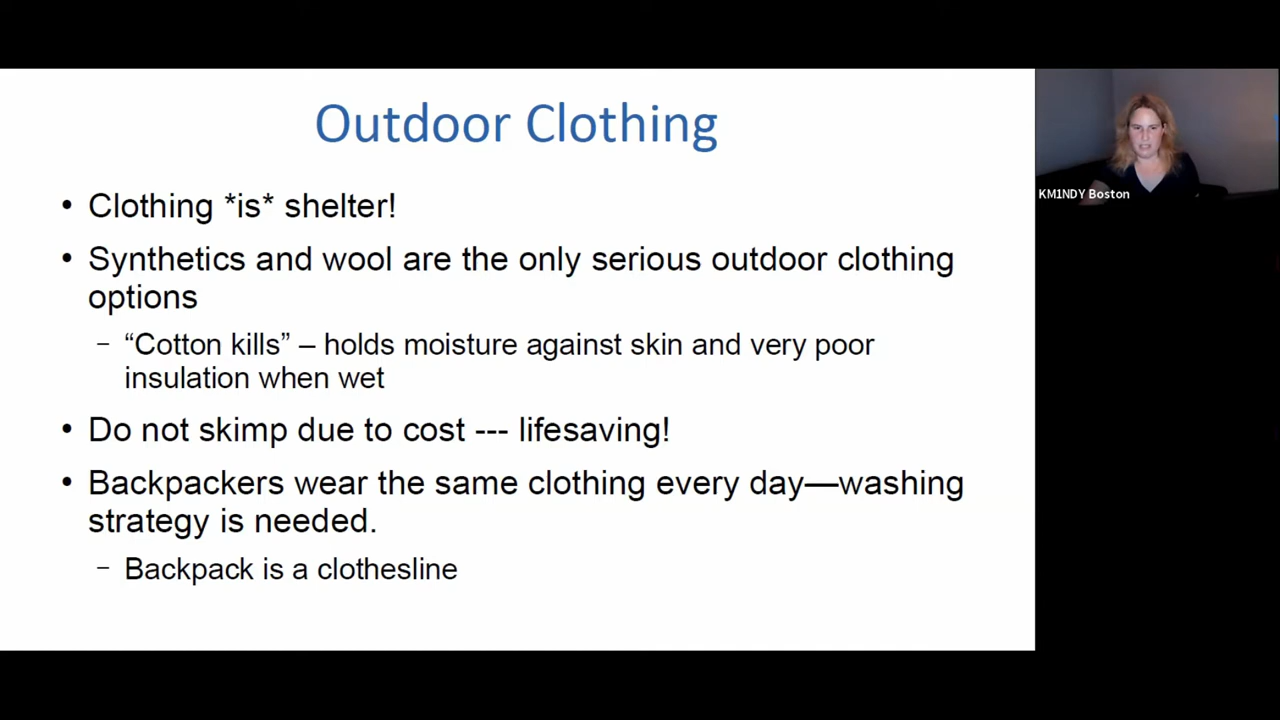 Outdoor Clothing
• Clothing *is* shelter!
• Synthetics and wool are the only serious outdoor clothing
options
– “Cotton kills” – holds moisture against skin and very poor
insulation when wet
• Do not skimp due to cost --- lifesaving!
• Backpackers wear the same clothing every day—washing
strategy is needed.
– Backpack is a clothesline
KM1NDY Boston